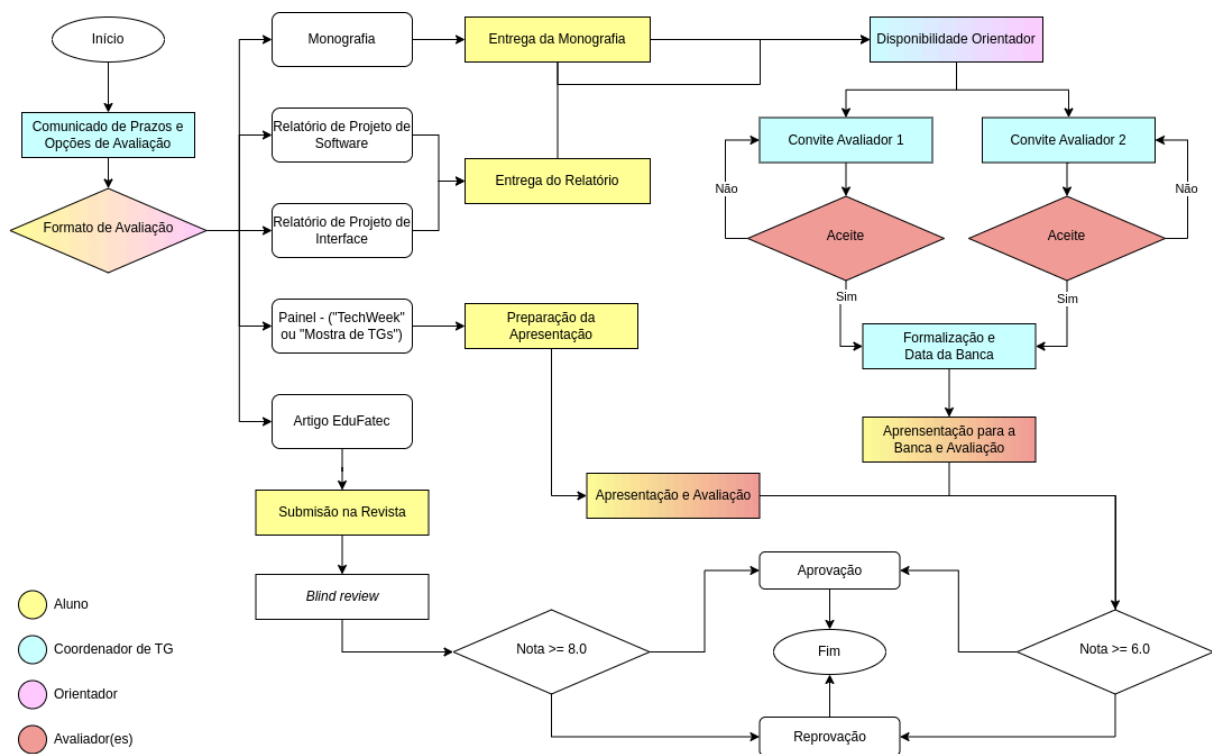 Início
Monografia
Entrega da Monografia
Disponibilidade Orientador
Comunicado de Prazos e
Opções de Avaliação
Relatório de Projeto de
Software
Convite Avaliador 1
Convite Avaliador 2
Entrega do Relatório
Não
Não
Formato de Avaliação
Relatório de Projeto de
Interface
Aceite
Aceite
Sim
Sim
Painel - ("TechWeek"
ou "Mostra de TGs")
Preparação da
Apresentação
Formalização e
Data da Banca
Artigo EduFatec
Aprensentação para a
Banca e Avaliação
Submisão na Revista
Apresentação e Avaliação
Blind review
Aprovação
Aluno
Nota >= 8.0
Fim
Nota >= 6.0
Coordenador de TG
Orientador
Avaliador(es)
Reprovação